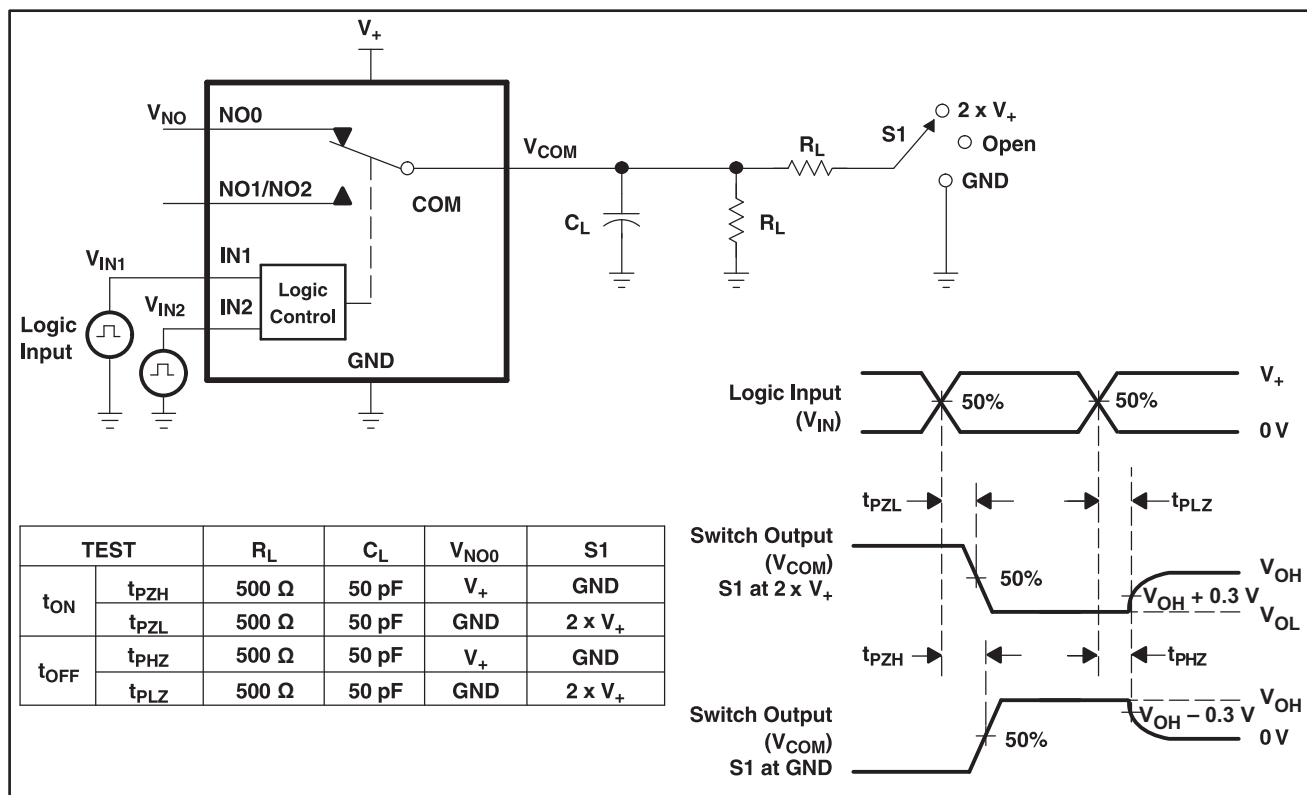 V+
VNO NO0
NO1/NO2
COM
VCOM
CL
RL
RL
S1
2 x V+
Open
GND
VIN1 IN1
VIN2 IN2
Logic
Control
Logic
Input
GND
Logic Input
(VIN)
50%
50%
V+
0 V
tPZL
tPLZ
Switch Output
(VCOM)
S1 at 2 x V+
50%
VOH
VOH + 0.3 V
VOL
tPZH
tPHZ
Switch Output
(VCOM)
S1 at GND
50%
VOH
VOH – 0.3 V
0 V
TEST RL CL VNO0 S1
tON tPZH 500 Ω 50 pF V+ GND
tPZL 500 Ω 50 pF GND 2 x V+
tOFF tPHZ 500 Ω 50 pF V+ GND
tPLZ 500 Ω 50 pF GND 2 x V+